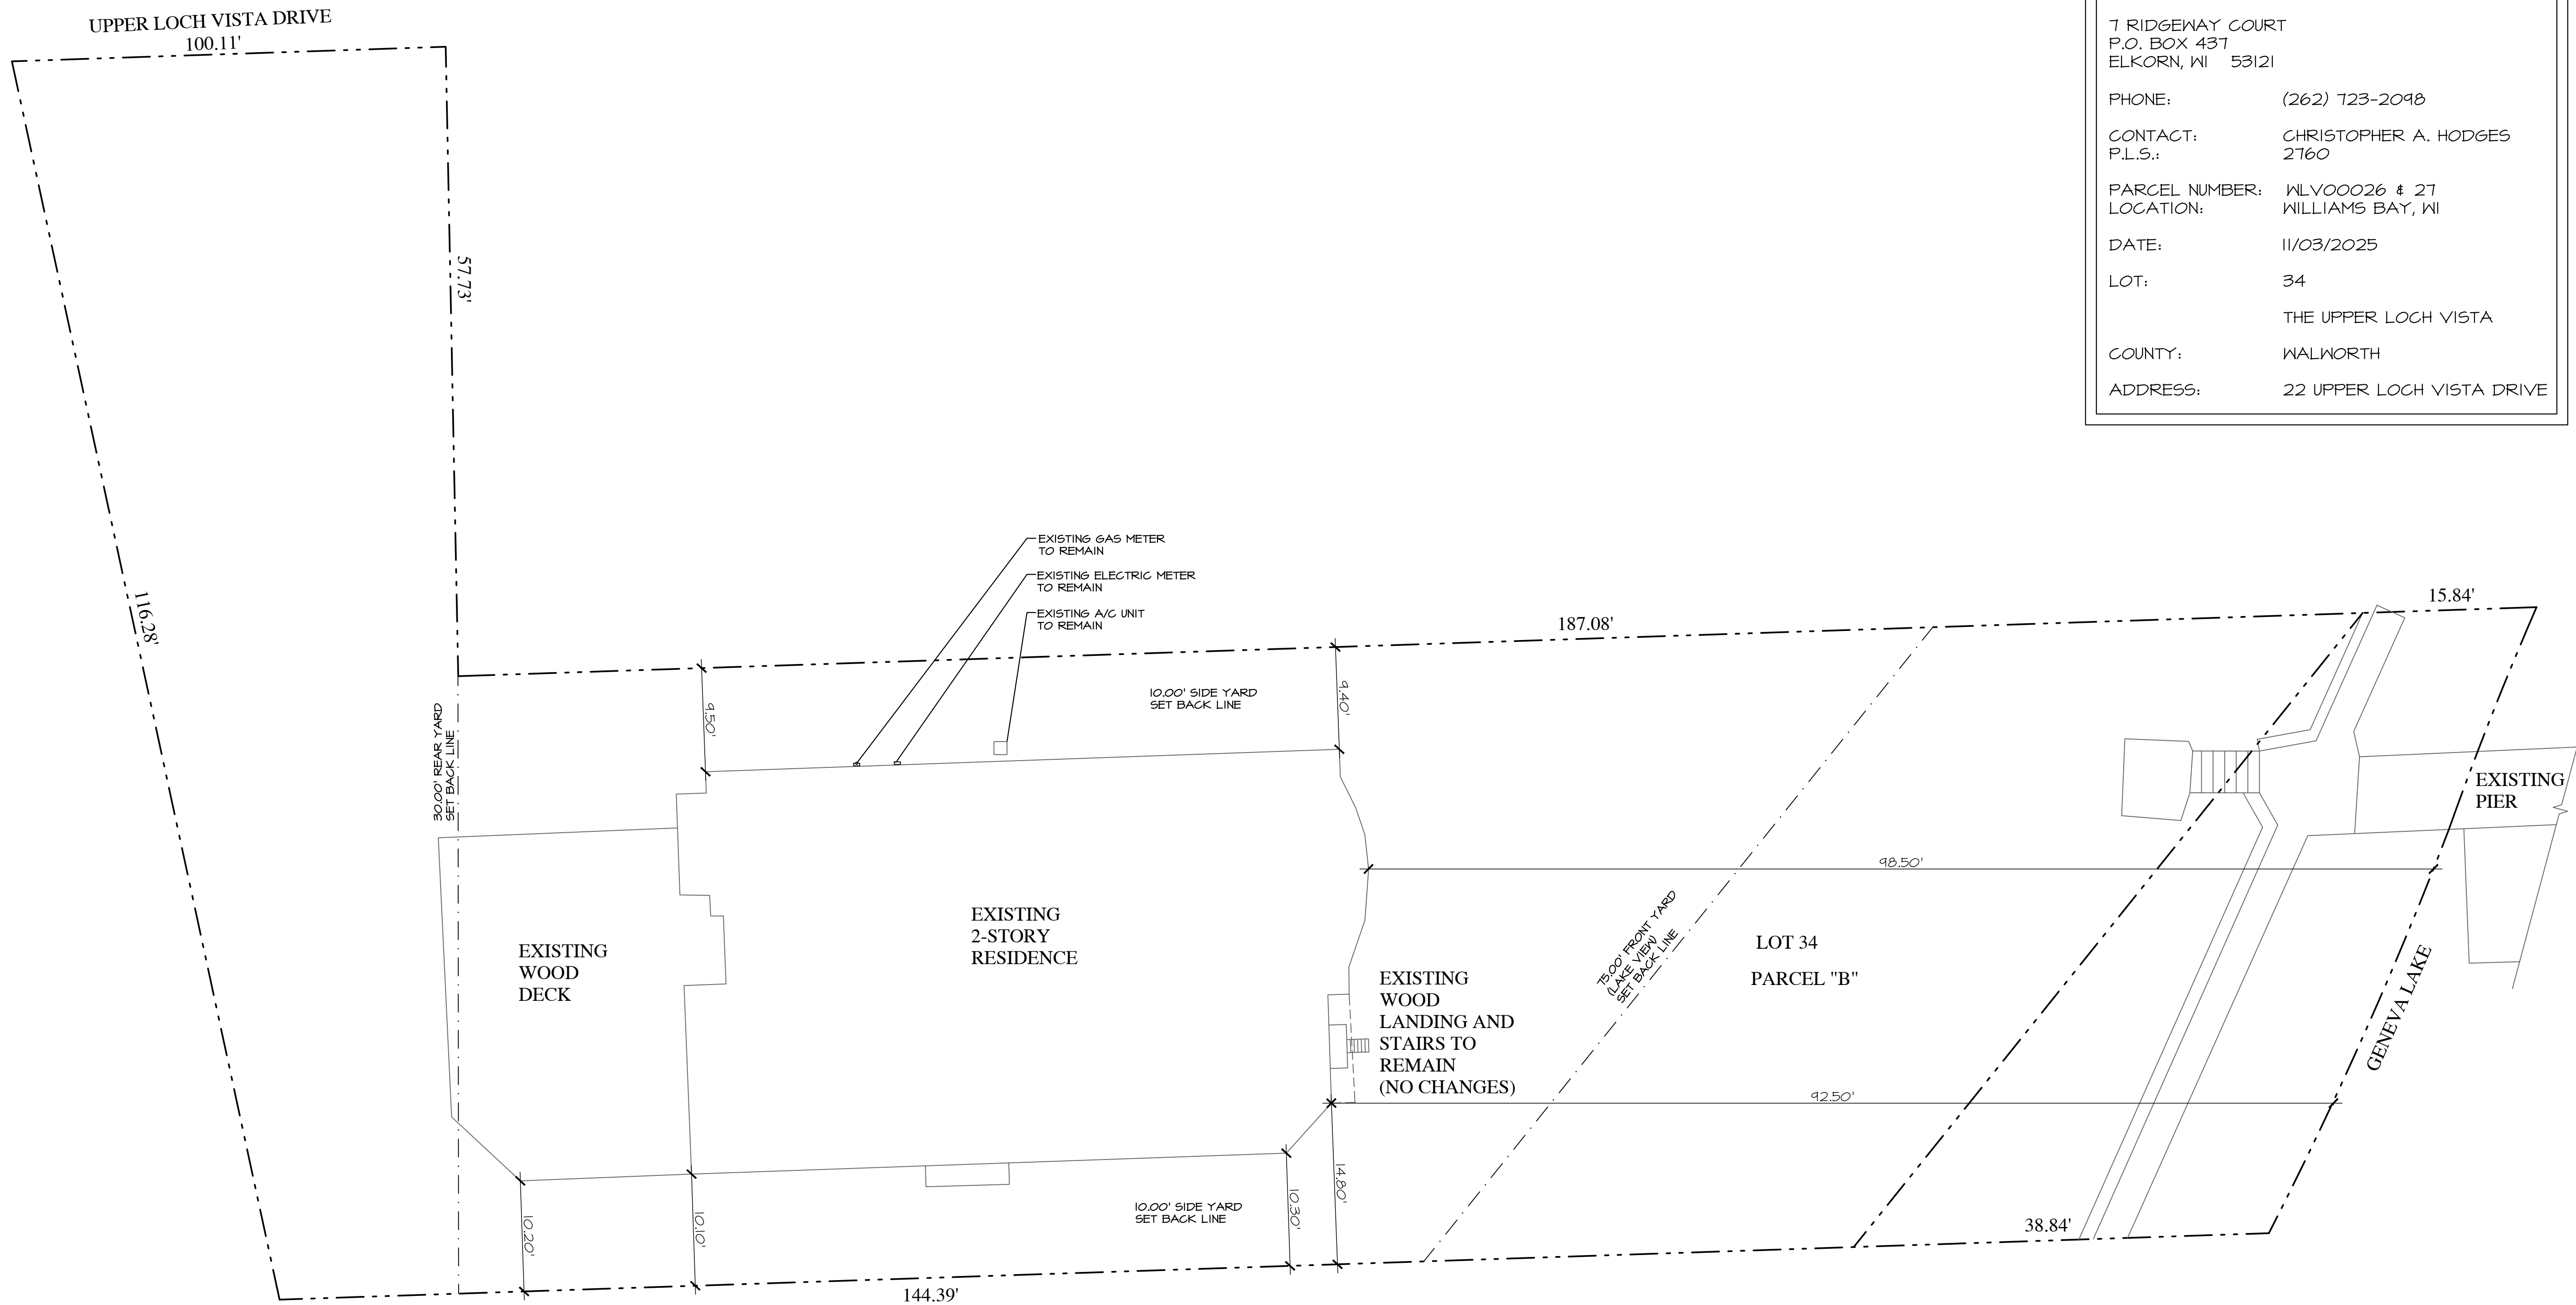 UPPER LOCH VISTA DRIVE
100.11'
7 RIDGEWAY COURT
P.O. BOX 437
ELKORN, WI 53121
PHONE: (262) 723-2098
CONTACT: CHRISTOPHER A. HODGES
P.L.S.: 2760
PARCEL NUMBER: WLV00026 & 27
LOCATION: WILLIAMS BAY, WI
DATE: 11/03/2025
LOT: 34
THE UPPER LOCH VISTA
COUNTY: WALWORTH
ADDRESS: 22 UPPER LOCH VISTA DRIVE
57.73'
116.28'
EXISTING GAS METER
TO REMAIN
EXISTING ELECTRIC METER
TO REMAIN
EXISTING A/C UNIT
TO REMAIN
187.08'
15.84'
30.00' REAR YARD
SET BACK LINE
9.50'
10.00' SIDE YARD
SET BACK LINE
9.40'
EXISTING
PIER
98.50'
EXISTING
WOOD
DECK
EXISTING
2-STORY
RESIDENCE
75.00' FRONT YARD
(LAKE VIEW)
SET BACK LINE
LOT 34
PARCEL "B"
EXISTING
WOOD
LANDING AND
STAIRS TO
REMAIN
(NO CHANGES)
GENEVA LAKE
92.50'
10.20'
10.10'
10.00' SIDE YARD
SET BACK LINE
10.30'
14.80'
38.84'
144.39'